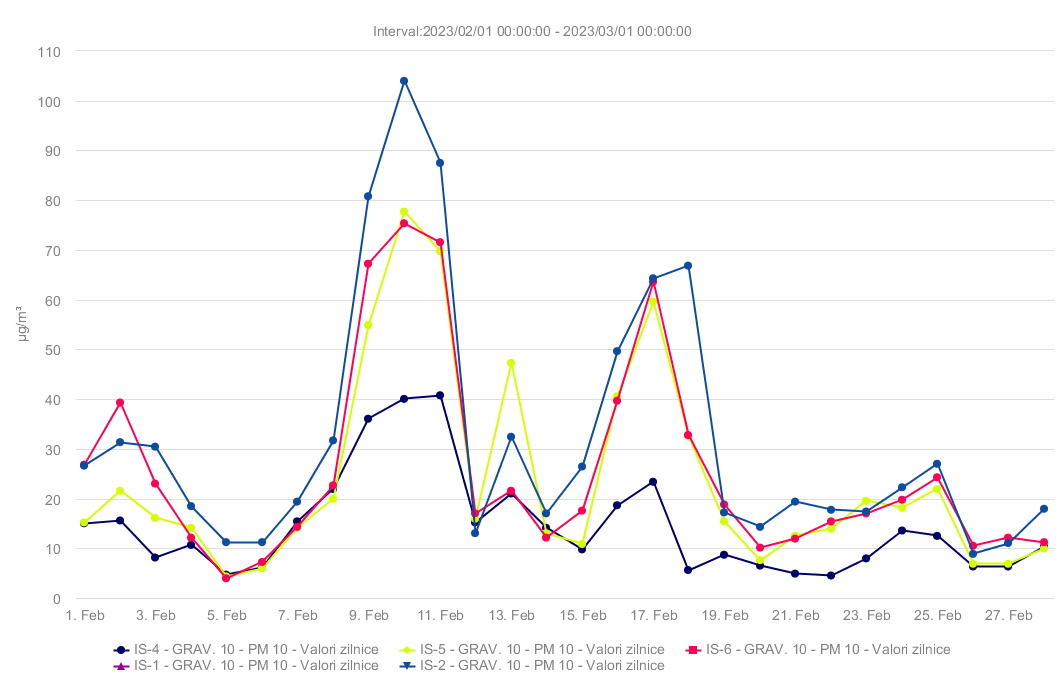 Interval:2023/02/01 00:00:00 - 2023/03/01 00:00:00
110
100
90
80
70
60
50
40
30
20
10
0
µg/m³
1. Feb 3. Feb 5. Feb 7. Feb 9. Feb 11. Feb 13. Feb 15. Feb 17. Feb 19. Feb 21. Feb 23. Feb 25. Feb 27. Feb
IS-4 - GRAV. 10 - PM 10 - Valori zilnice IS-5 - GRAV. 10 - PM 10 - Valori zilnice IS-6 - GRAV. 10 - PM 10 - Valori zilnice
IS-1 - GRAV. 10 - PM 10 - Valori zilnice IS-2 - GRAV. 10 - PM 10 - Valori zilnice